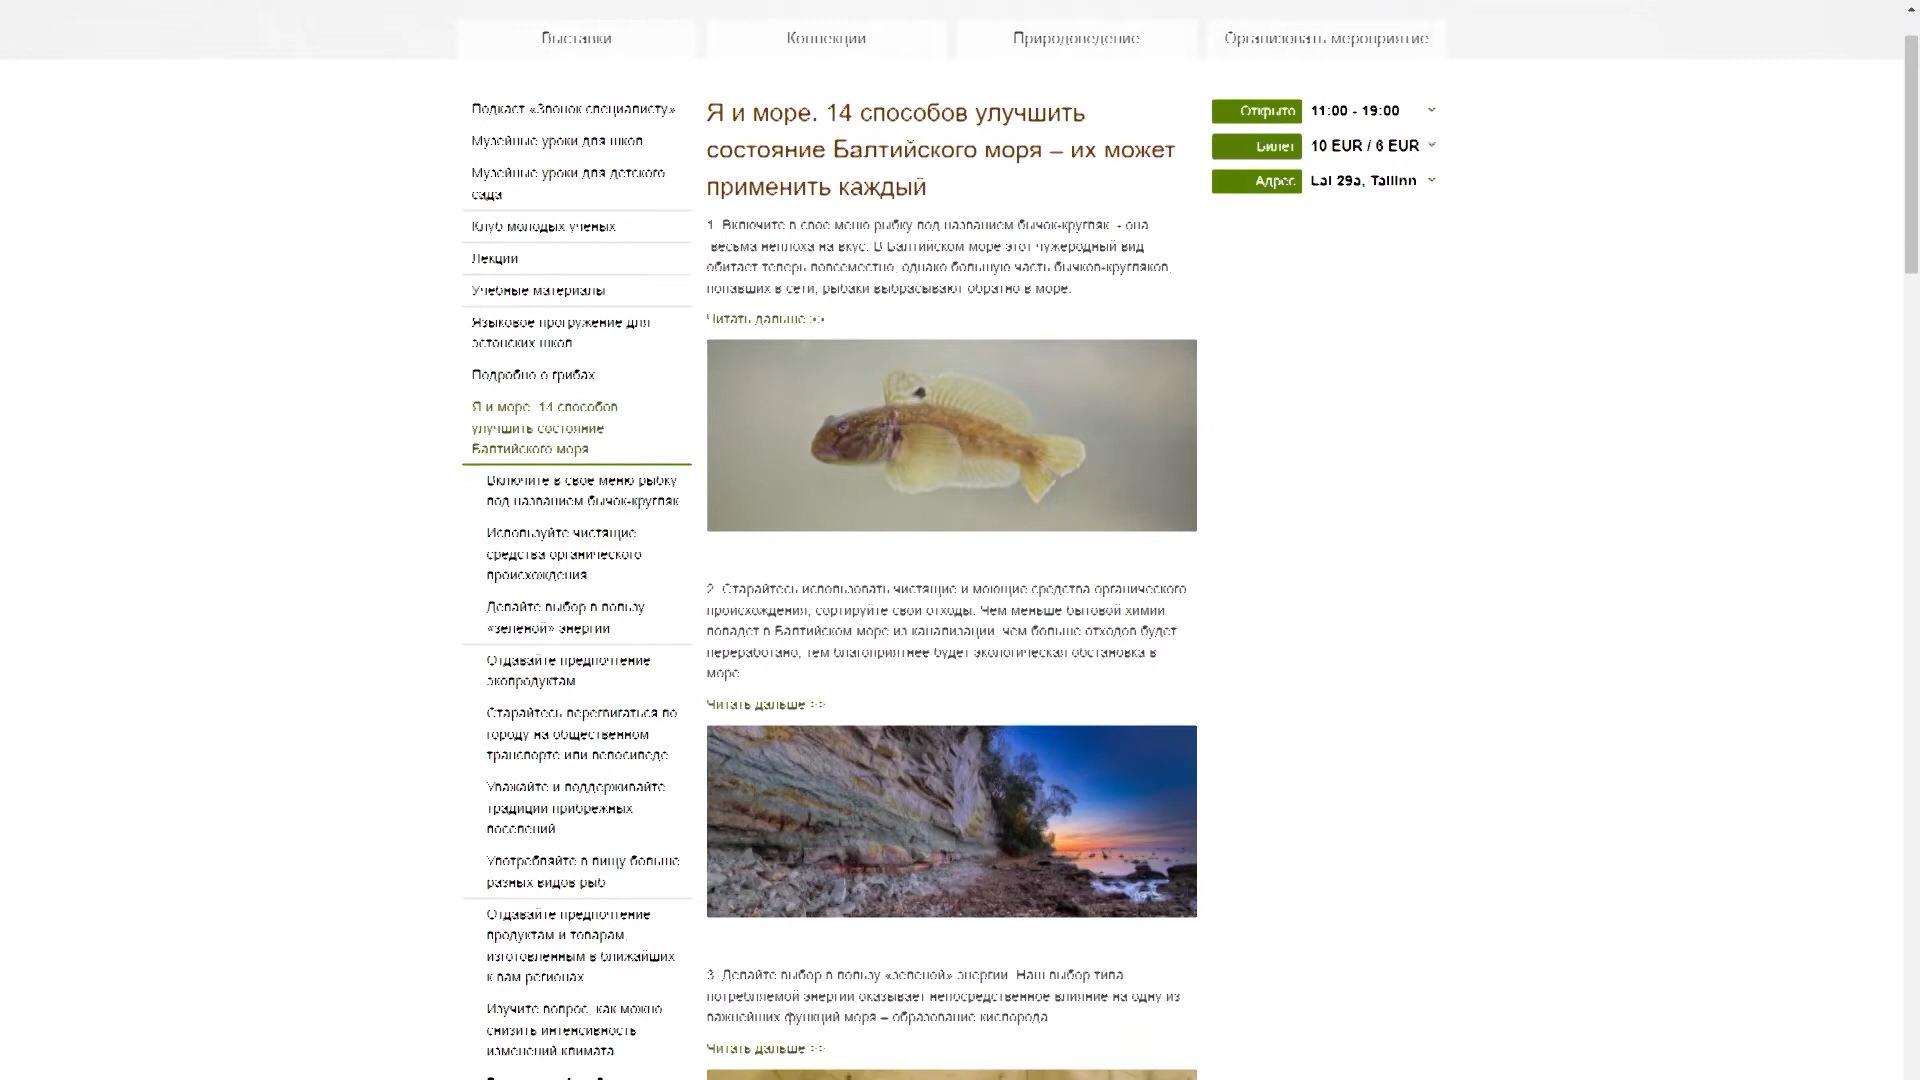 Выставки
Коллекции
Природоведение
Организовать мероприятие
Подкаст «Звонок специалисту»
Музейные уроки для школ
Музейные уроки для детского
сада
Клуб молодых ученых
Лекции
Учебные материалы
Языковое прогружение для
эстонских школ
Подробно о грибах
Я и море. 14 способов
улучшить состояние
Балтийского моря
Включите в свое меню рыбку
под названием бычок-кругляк
Используйте чистящие
средства органического
происхождения
Делайте выбор в пользу
«зеленой» энергии
Отдавайте предпочтение
экопродуктам
Старайтесь перегвигаться по
городу на общественном
транспорте или велосипеде
Уважайте и поддерживайте
традиции прибрежных
поселений
Употребляйте в пищу больше
разных видов рыб
Отдавайте предпочтение
продуктам и товарам,
изготовленным в ближайших
к вам регионах
Изучите вопрос, как можно
снизить интенсивность
изменений климата
Я и море. 14 способов улучшить
состояние Балтийского моря – их может
применить каждый
1. Включите в свое меню рыбку под названием бычок-кругляк - она
весьма неплоха на вкус. В Балтийском море этот чужеродный вид
обитает теперь повсеместно, однако большую часть бычков-кругляков,
попавших в сети, рыбаки выбрасывают обратно в море.
Читать дальше >>
2. Старайтесь использовать чистящие и моющие средства органического
происхождения, сортируйте свои отходы. Чем меньше бытовой химии
попадет в Балтийском море из канализации, чем больше отходов будет
переработано, тем благоприятнее будет экологическая обстановка в
море.
Читать дальше >>
3. Делайте выбор в пользу «зеленой» энергии. Наш выбор типа
потребляемой энергии оказывает непосредственное влияние на одну из
важнейших функций моря – образование кислорода.
Читать дальше >>
Открыто 11:00 - 19:00
Билет 10 EUR / 6 EUR
Адрес Lai 29a, Tallinn